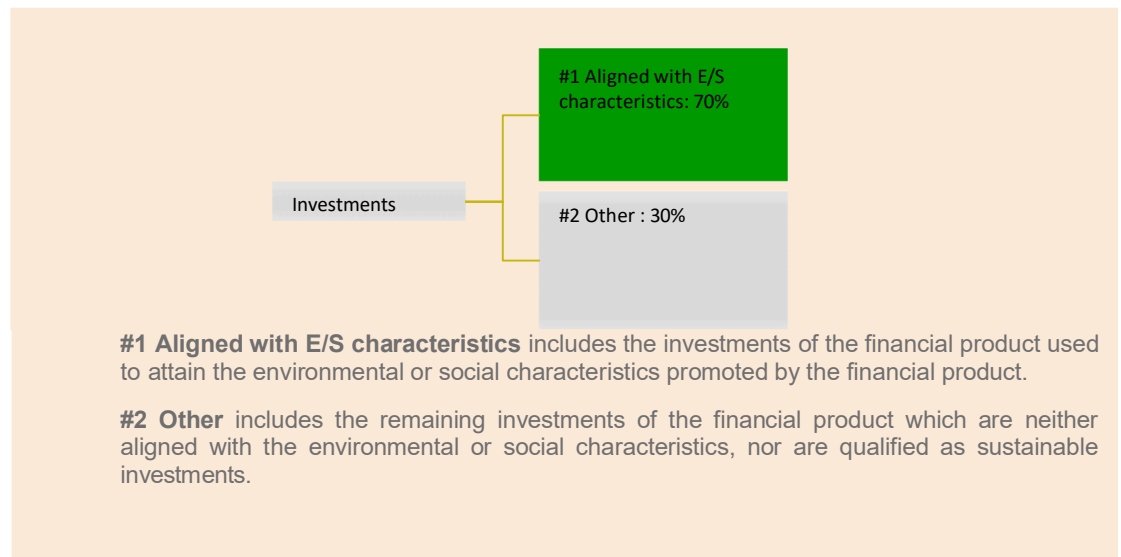 #1 Aligned with E/S
characteristics: 70%
Investments
#2 Other : 30%
#1 Aligned with E/S characteristics includes the investments of the financial product used
to attain the environmental or social characteristics promoted by the financial product.
#2 Other includes the remaining investments of the financial product which are neither
aligned with the environmental or social characteristics, nor are qualified as sustainable
investments.